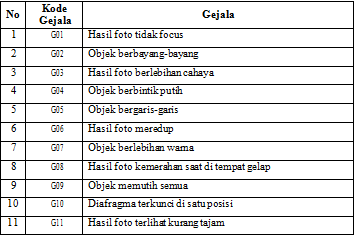 No Kode Gejala Gejala
1 G01 Hasil foto tidak focus
2 G02 Objek berbayang-bayang
3 G03 Hasil foto berlebihan cahaya
4 G04 Objek berbintik putih
5 G05 Objek bergaris-garis
6 G06 Hasil foto meredup
7 G07 Objek berlebihan warna
8 G08 Hasil foto kemerahan saat di tempat gelap
9 G09 Objek memutih semua
10 G10 Diafragma terkunci di satu posisi
11 G11 Hasil foto terlihat kurang tajam